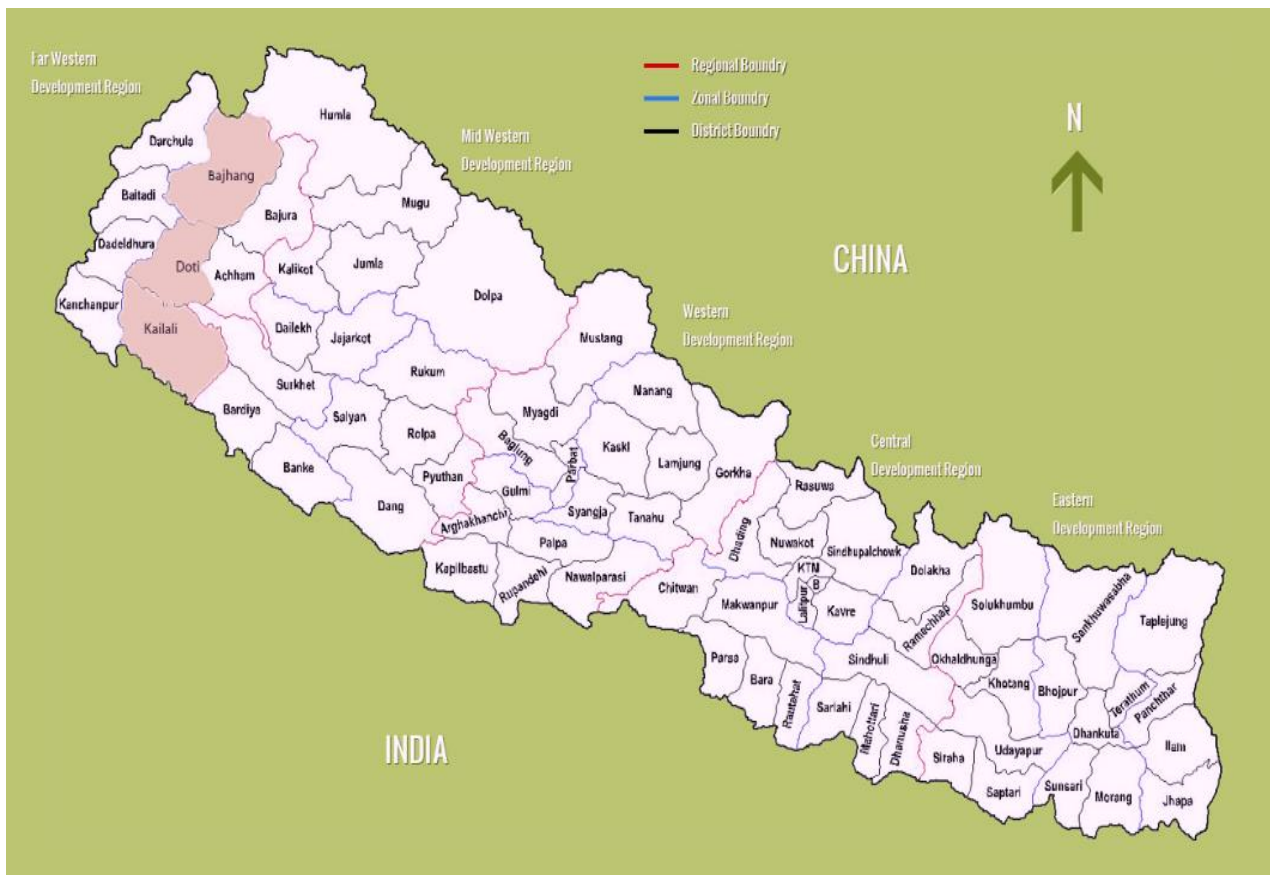 Far Western
Development Region
Regional Boundry
Zonal Boundry
District Boundry
N
Humla
Darchula
Mid Western
Development Region
Bajhang
Baitadi
Mugu
Bajura
Dadeldhura
CHINA
Doti
Achham
Kalikot
Jumla
Dolpa
Kanchanpur
Kailali
Dailekh
Jajarkot
Mustang
Western
Development Region
Rukum
Surkhet
Manang
Bardiya
Salyan
Myagdi
Rolpa
Baglung
Parbat
Kaski
Lamjung
Gorkha
Central
Development Region
Banke
Pyuthan
Gulmi
Rasuwa
Dang
Syangja
Tanahu
Eastern
Development Region
Arghakhanchi
Palpa
Dhading
Nuwakot
Sindhupalchowk
Kapilbastu
Rupandehi
Nawalparasi
Chitwan
KTM
B
Lalitpur
Dolakha
Makwanpur
Kavre
Ramechhap
Solukhumbu
Sankhuwasabha
Taplejung
Parsa
Bara
Rautahat
Sindhuli
Okhaldhunga
Khotang
Bhojpur
Terathum
Panchthar
Sarlahi
Mahottari
Dhanusha
Dhankuta
INDIA
Siraha
Udayapur
Ilam
Saptari
Sunsari
Morang
Jhapa